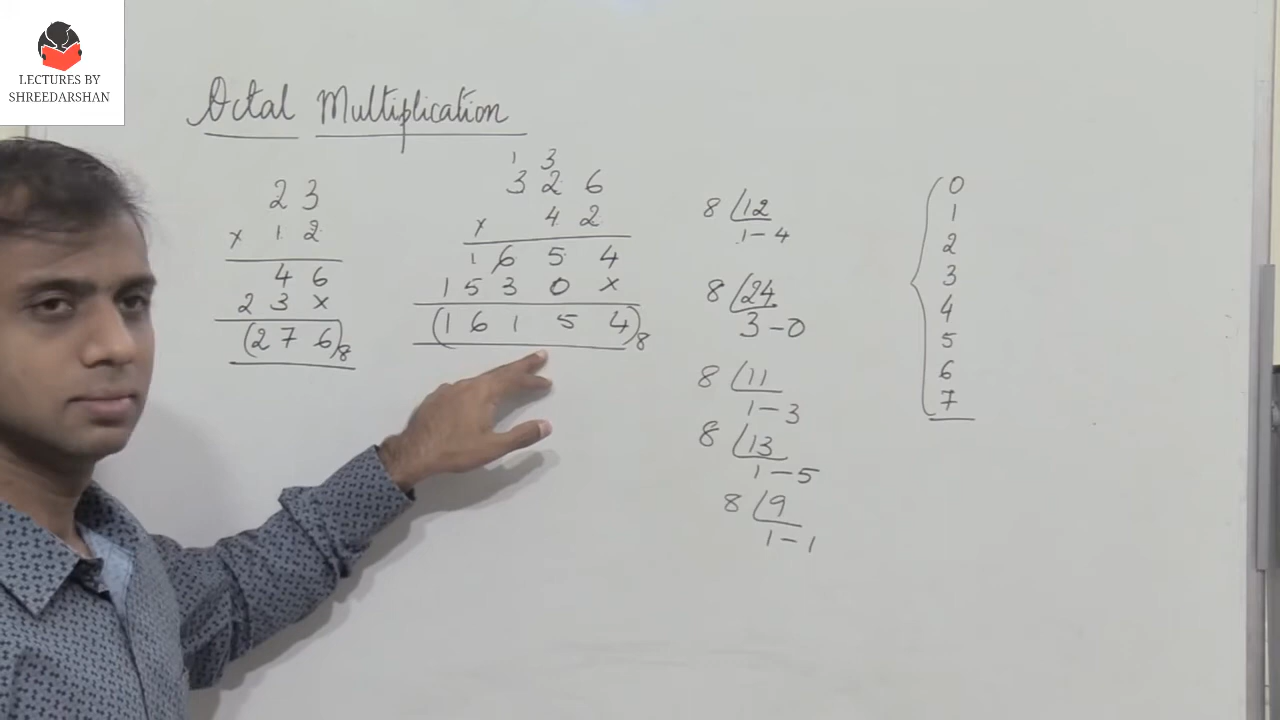 LECTURES BY
SHREEDARSHAN
Octal Multiplication
2 3
x 1 2
4 6
2 3 x
(2 7 6)8
1 3
3 2 6
x 4 2
1 6 5 4
1 5 3 0 x
(1 6 1 5 4)8
8 12
1 - 4
8 24
3 - 0
8 11
1 - 3
8 13
1 - 5
8 9
1 - 1
0
1
2
3
4
5
6
7